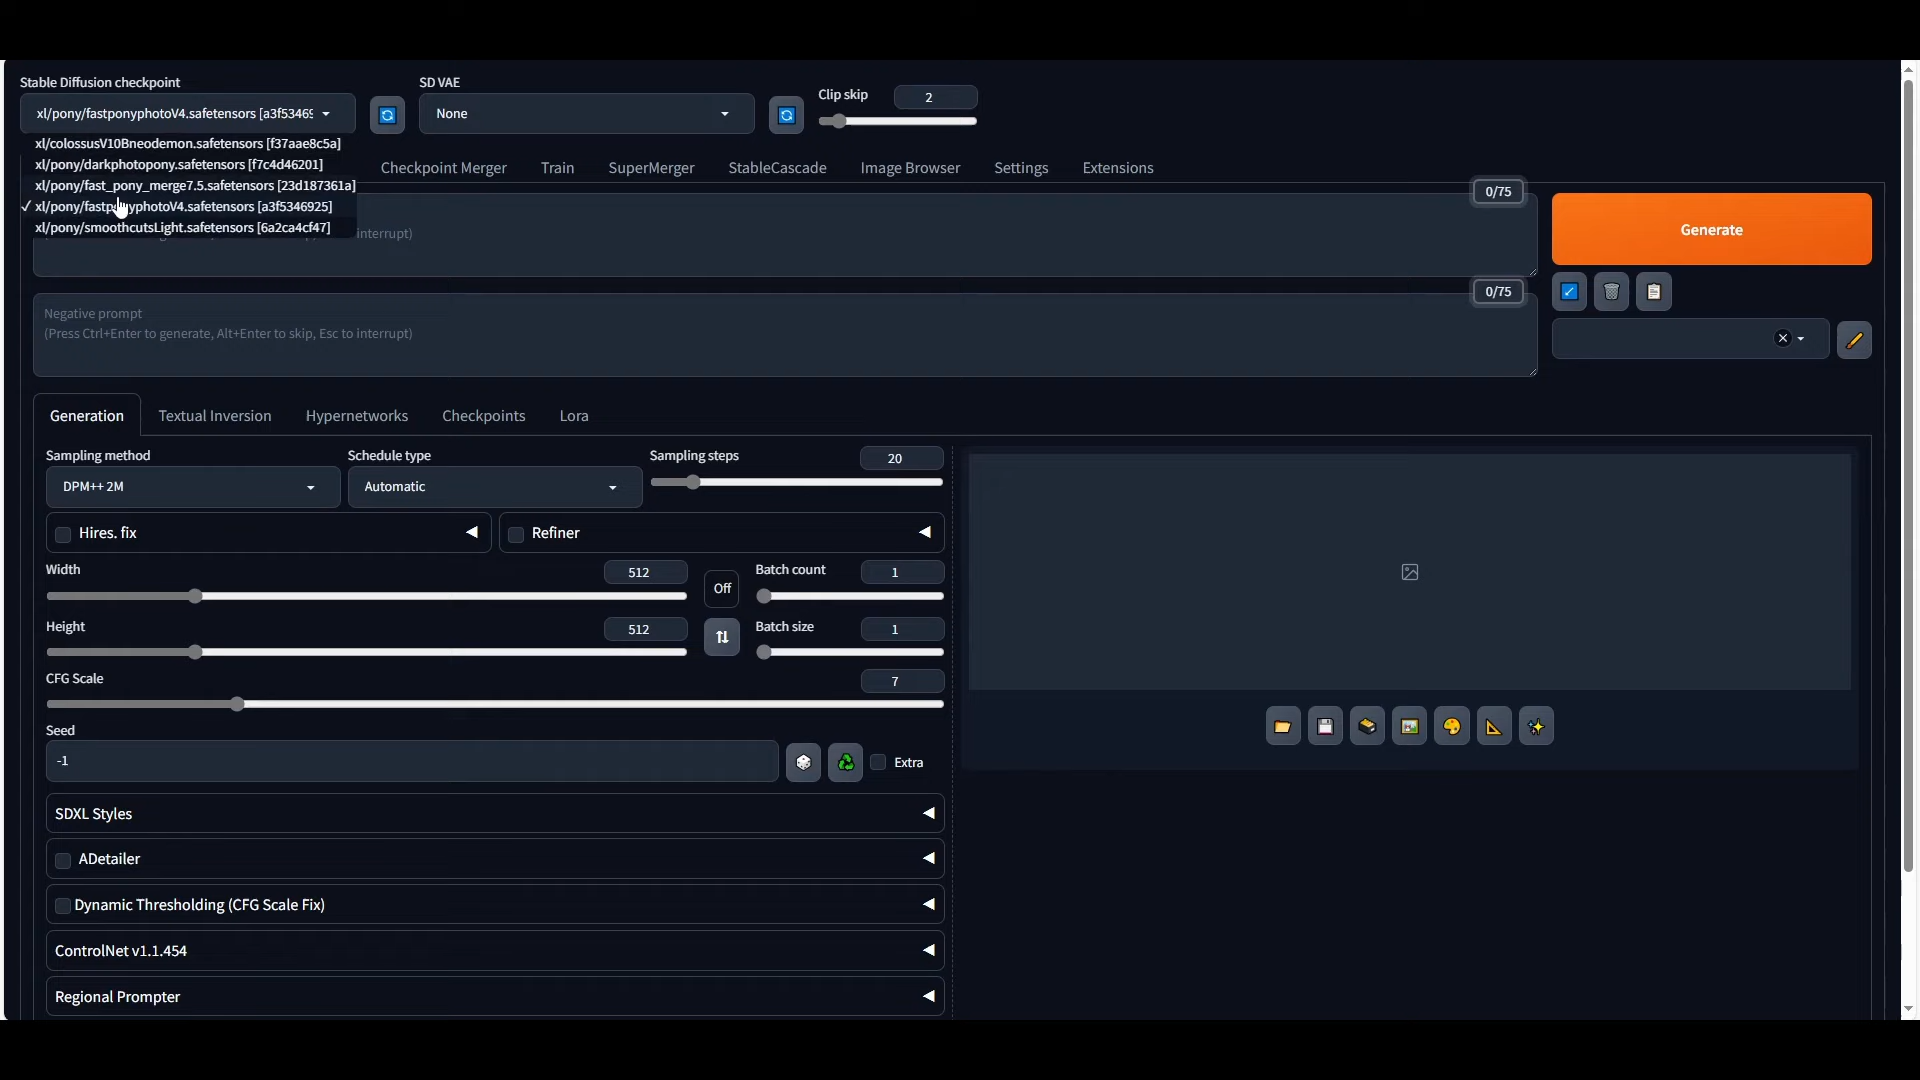 Stable Diffusion checkpoint
SD VAE
Clip skip
2
xl/pony/fastponyphotoV4.safetensors [a3f53469
None
xl/colossusV10Bneodemon.safetensors [f37aae8c5a]
xl/pony/darkphotopony.safetensors [f7c4d46201]
xl/pony/fast_pony_merge7.5.safetensors [23d187361a]
✓ xl/pony/fastponyphotoV4.safetensors [a3f5346925]
xl/pony/smoothcutsLight.safetensors [6a2ca4cf47]
Checkpoint Merger
Train
SuperMerger
StableCascade
Image Browser
Settings
Extensions
0/75
interrupt)
Generate
0/75
Negative prompt
(Press Ctrl+Enter to generate, Alt+Enter to skip, Esc to interrupt)
Generation
Textual Inversion
Hypernetworks
Checkpoints
Lora
Sampling method
Schedule type
Sampling steps
20
DPM++ 2M
Automatic
Hires. fix
Refiner
Width
512
Off
Batch count
1
Height
512
Batch size
1
CFG Scale
7
Seed
-1
Extra
SDXL Styles
ADetailer
Dynamic Thresholding (CFG Scale Fix)
ControlNet v1.1.454
Regional Prompter